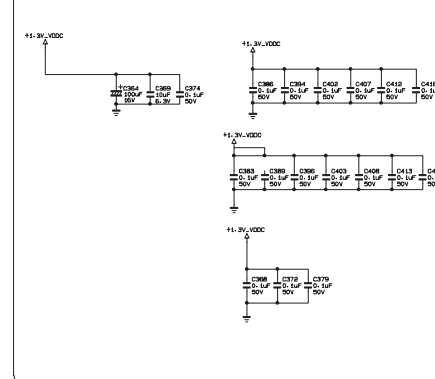 +1.3V_VDDC
+1.3V_VDDC
C364 C369 C374
100uF 10uF 0.1uF
16V 6.3V 50V
C386 C394 C402 C407 C412
0.1uF 0.1uF 0.1uF 0.1uF 0.1uF
50V 50V 50V 50V 50V
+1.3V_VDDC
C383 C389 C396 C403 C408 C413
0.1uF 0.1uF 0.1uF 0.1uF 0.1uF 0.1uF
50V 50V 50V 50V 50V 50V
+1.3V_VDDC
C368 C372 C379
0.1uF 0.1uF 0.1uF
50V 50V 50V